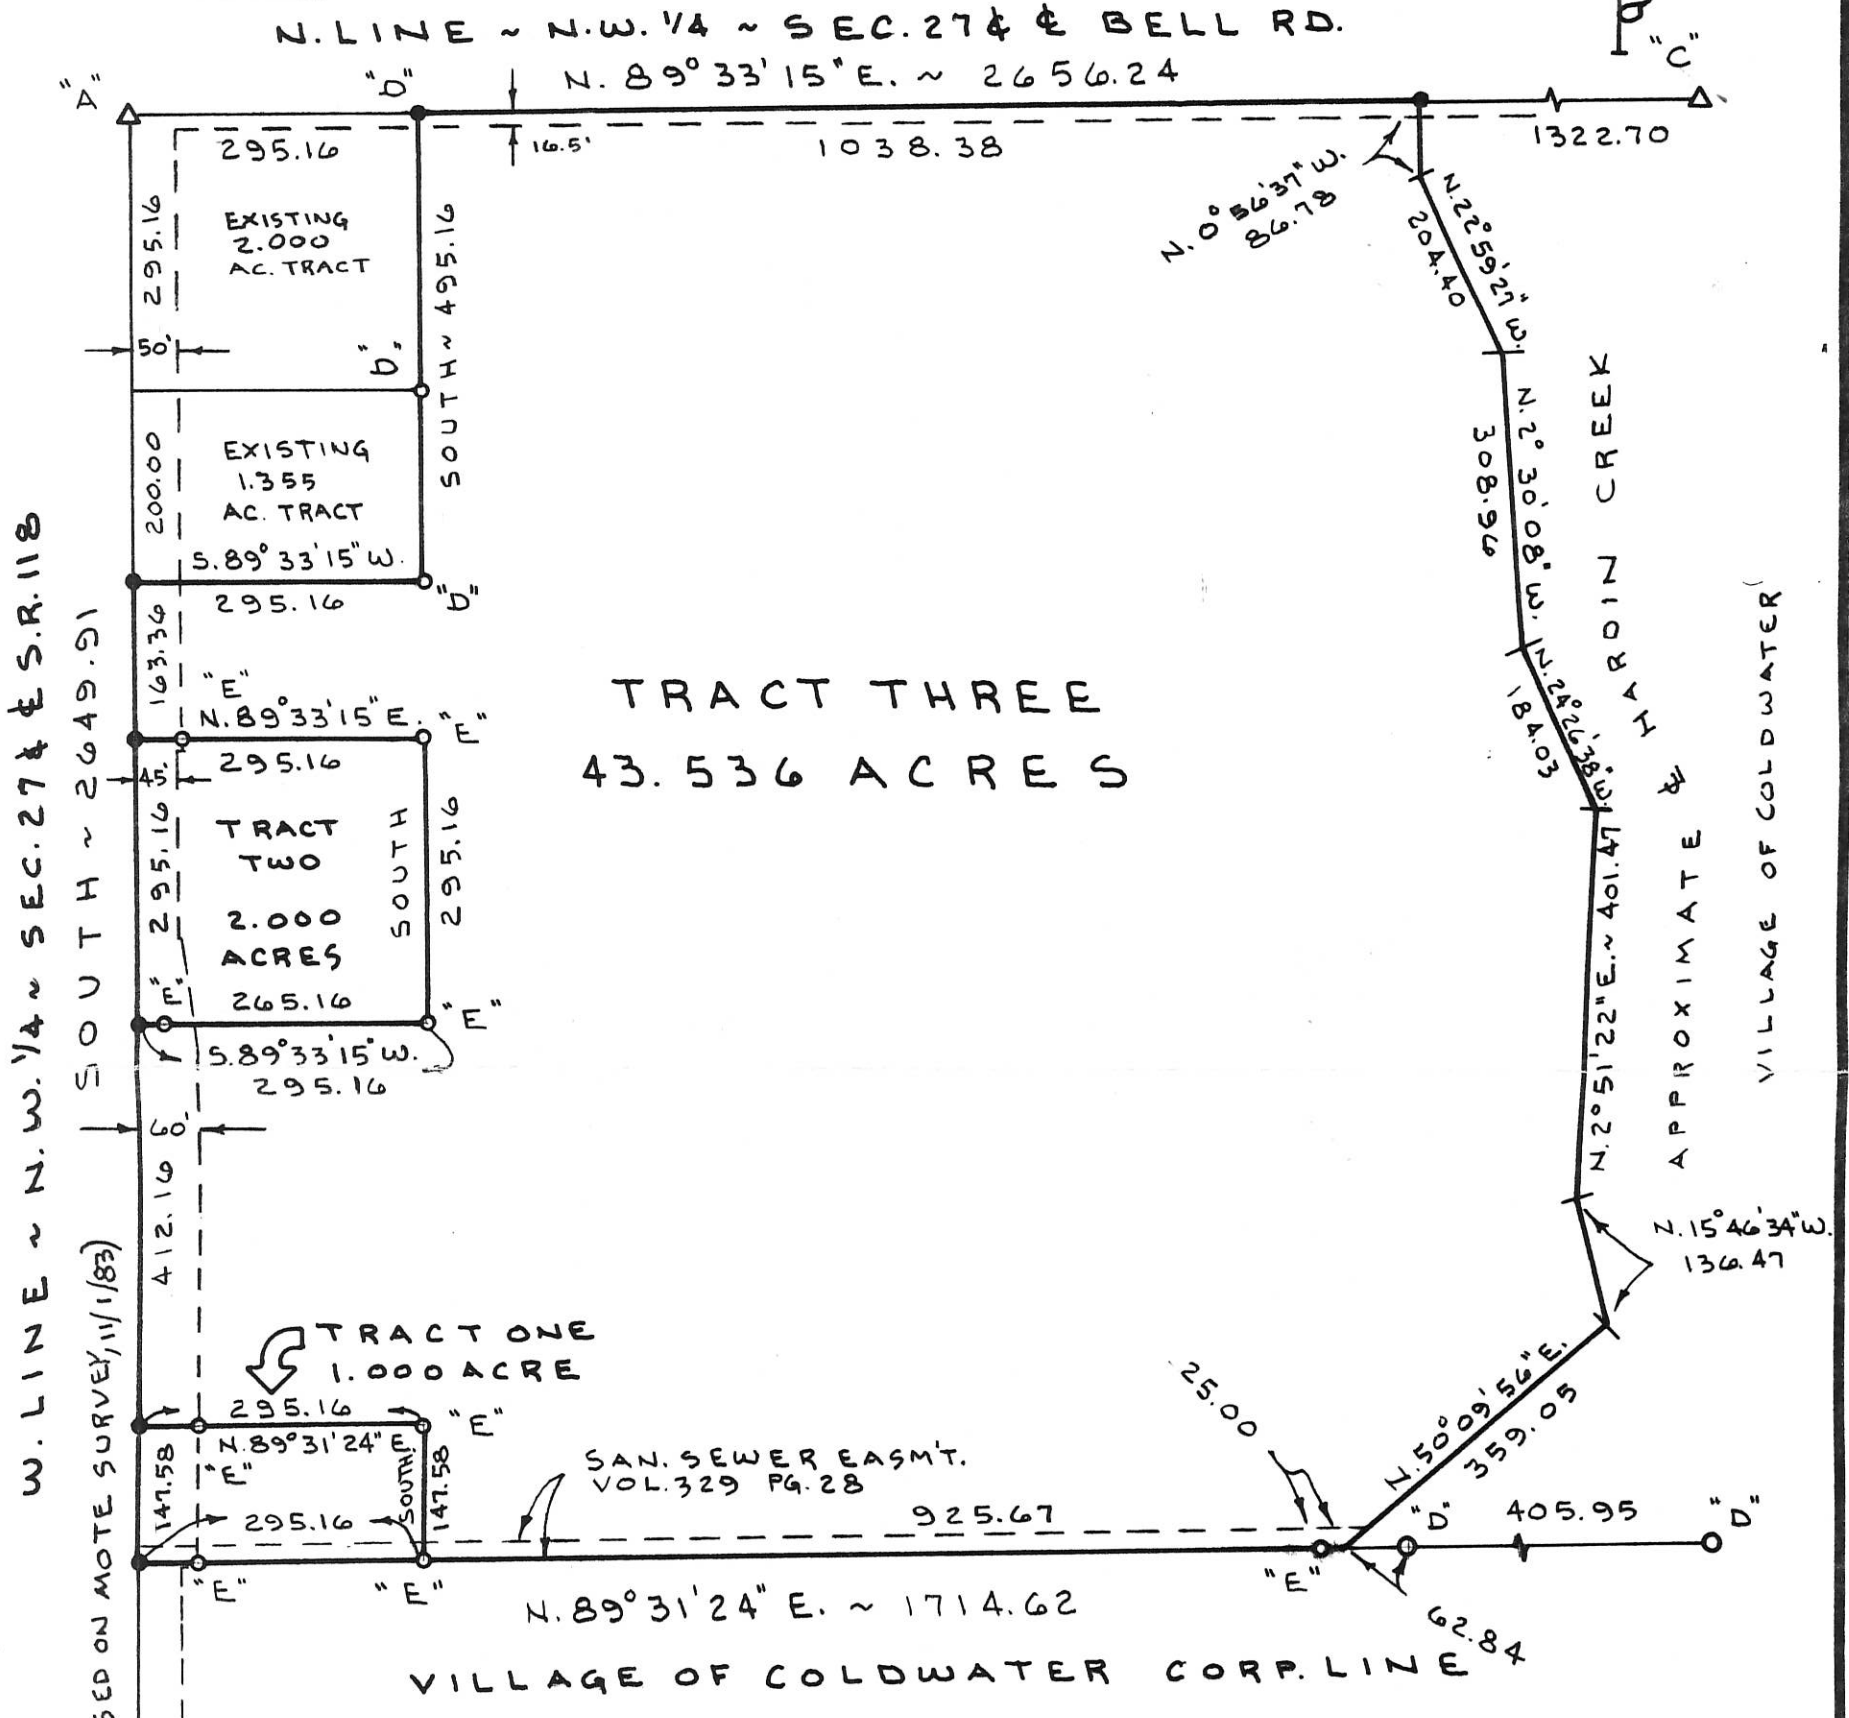 N. LINE ~ N.W. 1/4 ~ SEC. 27 & ℄ BELL RD.
N. 89° 33' 15" E. ~ 2656.24
"A"
"D"
"C"
295.16
16.5'
1038.38
1322.70
N. 0° 56' 37" W.
86.78
N. 22° 59' 27" W.
204.40
295.16
EXISTING
2.000
AC. TRACT
SOUTH ~ 495.16
50'
"D"
200.00
EXISTING
1.355
AC. TRACT
S. 89° 33' 15" W.
295.16
"D"
N. 2° 30' 08" W.
308.96
HAROIN CREEK
163.36
"E"
N. 89° 33' 15" E.
"E"
295.16
45'
TRACT THREE
43.536 ACRES
N. 24° 26' 38" W.
184.03
APPROXIMATE ℄
VILLAGE OF COLDWATER
W. LINE ~ N.W. 1/4 ~ SEC. 27 & ℄ S.R. 118
SOUTH ~ 2649.91
295.16
TRACT
TWO
2.000
ACRES
SOUTH
295.16
"E"
265.16
"E"
S. 89° 33' 15" W.
295.16
N. 2° 51' 22" E. ~ 401.47
60'
412.16
N. 15° 46' 34" W.
136.47
SED ON MOTE SURVEY, 11/1/83)
TRACT ONE
1.000 ACRE
295.16
"E"
N. 89° 31' 24" E.
"E"
147.58
SOUTH
147.58
295.16
SAN. SEWER EASM'T.
VOL. 329 PG. 28
925.67
25.00
N. 50° 09' 56" E.
359.05
"D"
405.95
"D"
"E"
"E"
"E"
62.84
N. 89° 31' 24" E. ~ 1714.62
VILLAGE OF COLDWATER CORP. LINE